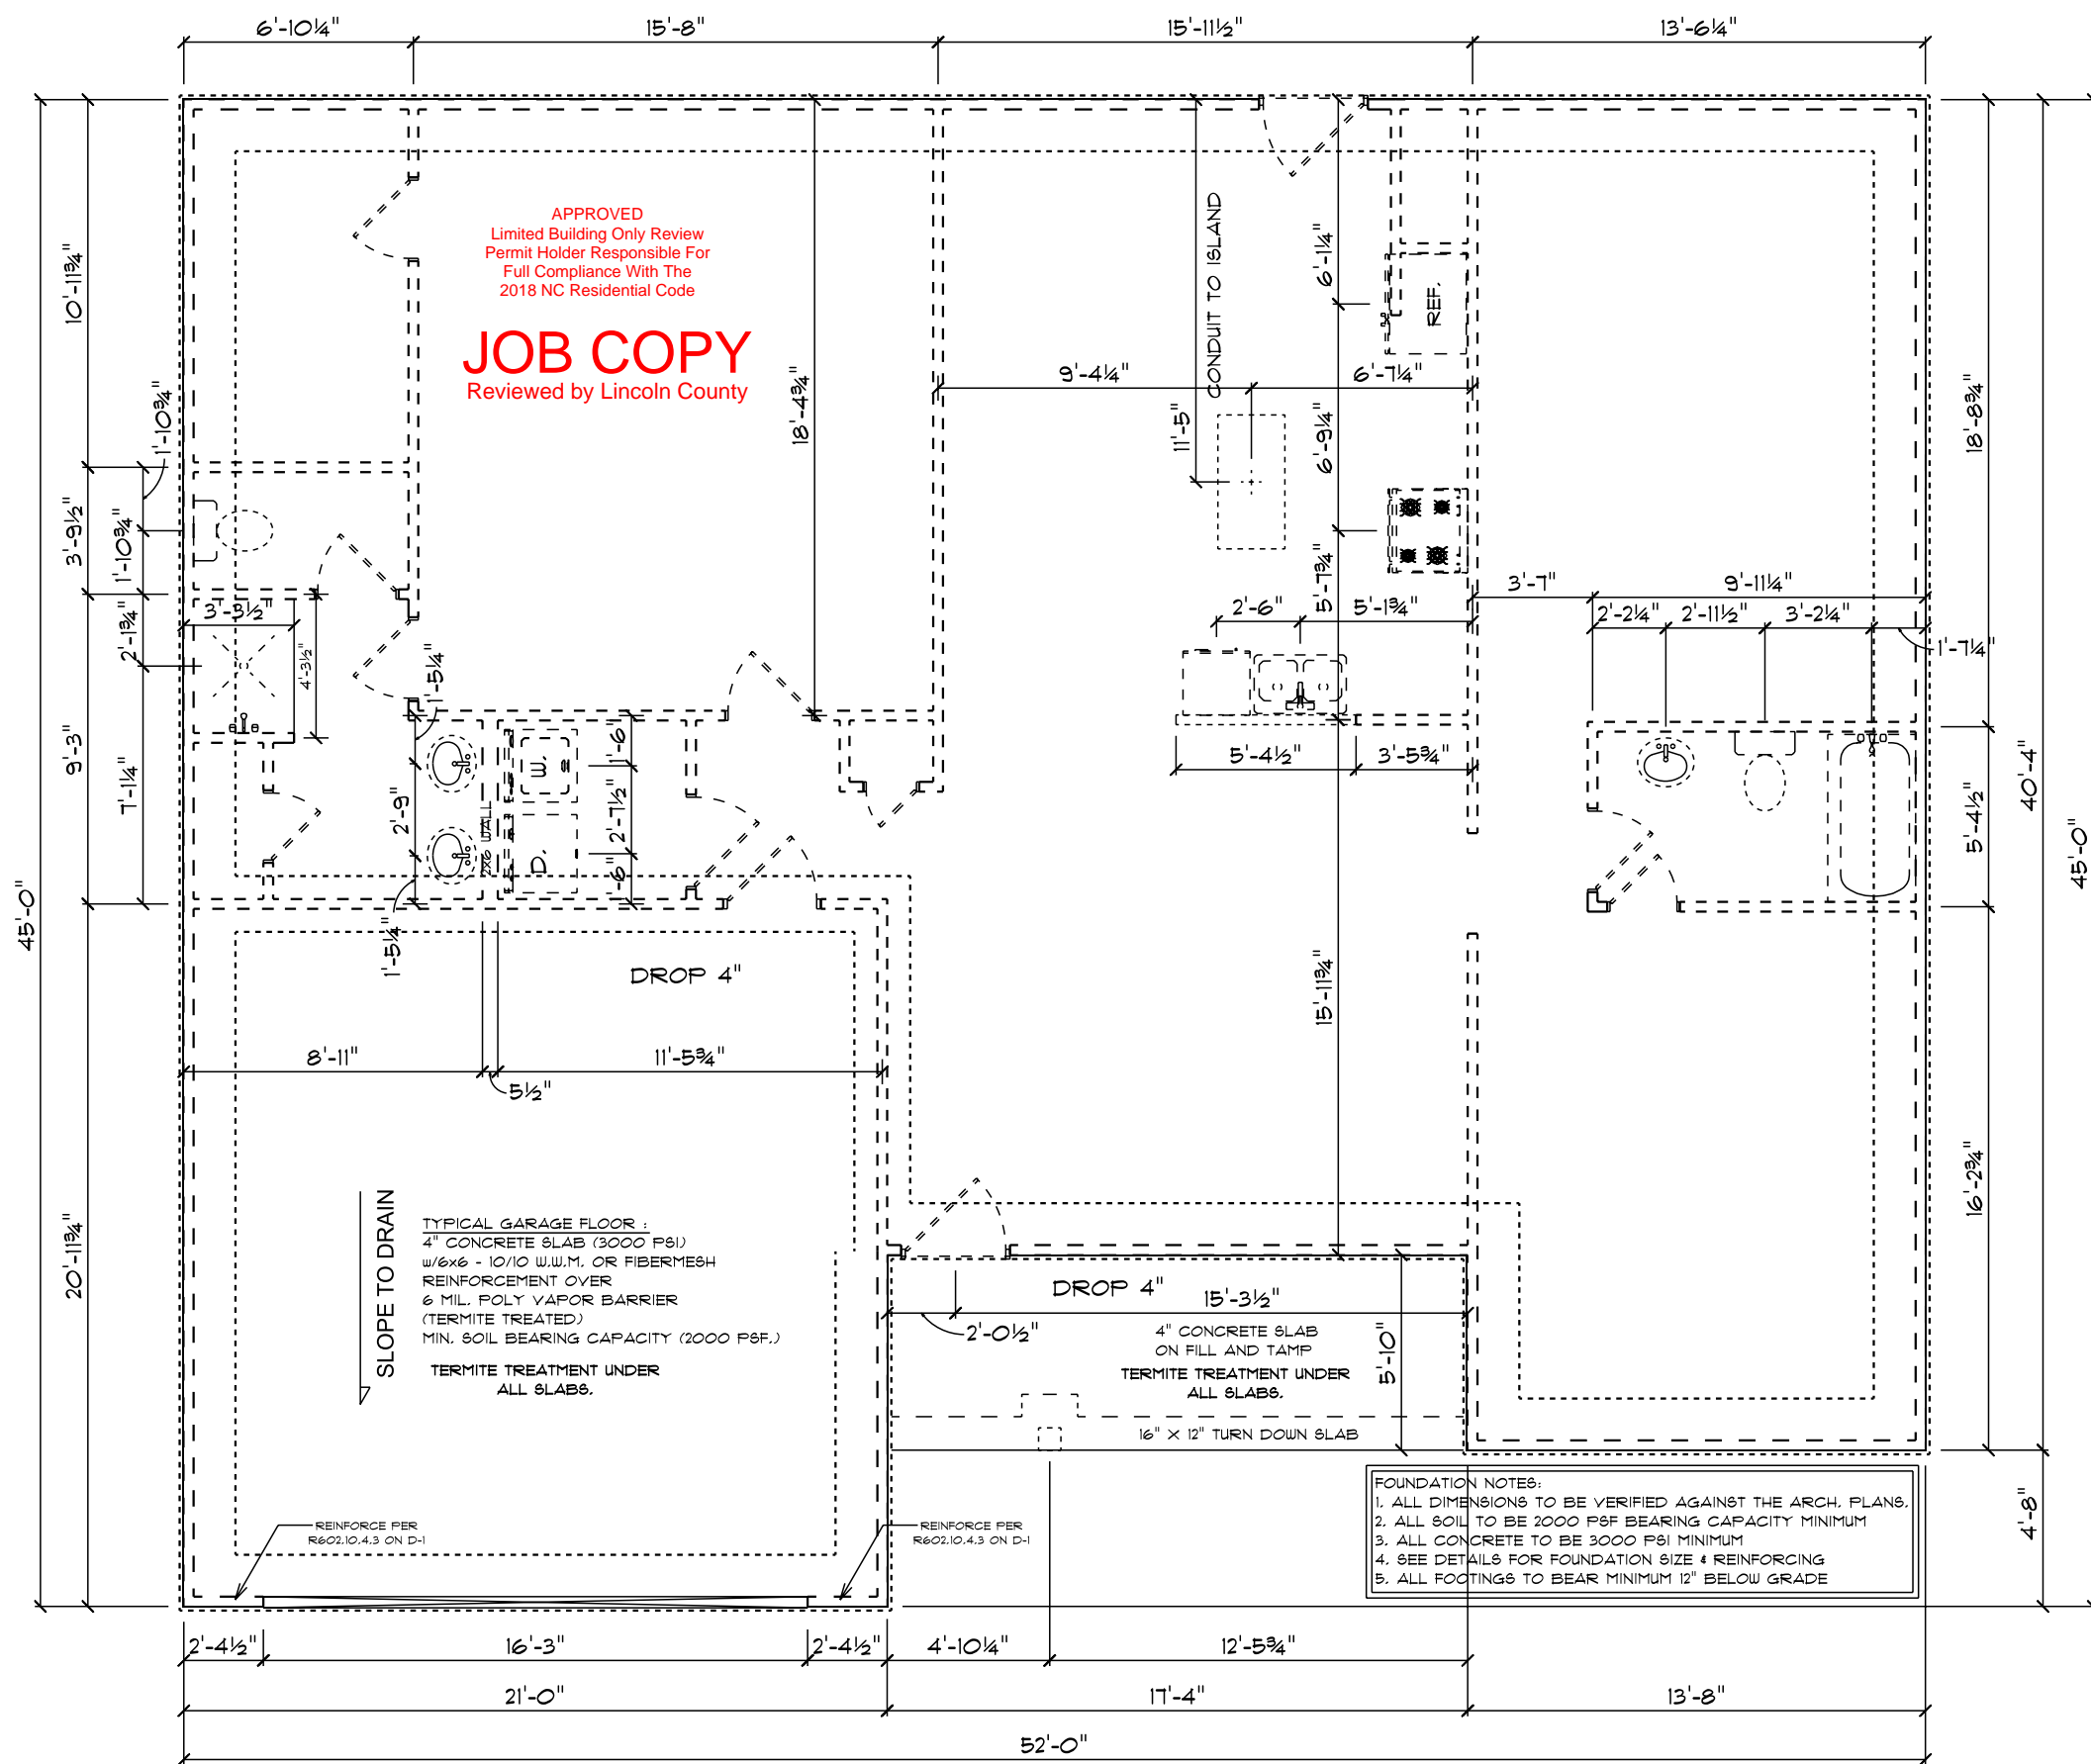 6'-10¼"
15'-8"
15'-11½"
13'-6¼"
APPROVED
Limited Building Only Review
Permit Holder Responsible For
Full Compliance With The
2018 NC Residential Code
JOB COPY
Reviewed by Lincoln County
10'-11¾"
18'-4¾"
CONDUIT TO ISLAND
11'-5"
6'-1¼"
REF.
9'-4¼"
6'-7¼"
6'-9¼"
18'-8¾"
1'-10¾"
3'-9½"
1'-10¾"
2'-1¾"
3'-3½"
4'-3½"
1'-5¼"
5'-7¾"
2'-6"
5'-1¾"
3'-7"
9'-11¼"
2'-2¼"
2'-11½"
3'-2¼"
1'-7¼"
9'-3"
7'-1¼"
2'-9"
2x6 WALL
W.
D.
1'-6"
2'-7½"
1'-6"
5'-4½"
3'-5¾"
5'-4½"
40'-4"
45'-0"
45'-0"
1'-5¼"
DROP 4"
8'-11"
11'-5¾"
5½"
15'-11¾"
16'-2¾"
20'-11¾"
SLOPE TO DRAIN
TYPICAL GARAGE FLOOR :
4" CONCRETE SLAB (3000 PSI)
W/6x6 - 10/10 W.W.M. OR FIBERMESH
REINFORCEMENT OVER
6 MIL. POLY VAPOR BARRIER
(TERMITE TREATED)
MIN. SOIL BEARING CAPACITY (2000 PSF.)
TERMITE TREATMENT UNDER
ALL SLABS.
DROP 4"
15'-3½"
2'-0½"
4" CONCRETE SLAB
ON FILL AND TAMP
TERMITE TREATMENT UNDER
ALL SLABS.
5'-10"
16" X 12" TURN DOWN SLAB
FOUNDATION NOTES:
1. ALL DIMENSIONS TO BE VERIFIED AGAINST THE ARCH. PLANS.
2. ALL SOIL TO BE 2000 PSF BEARING CAPACITY MINIMUM
3. ALL CONCRETE TO BE 3000 PSI MINIMUM
4. SEE DETAILS FOR FOUNDATION SIZE & REINFORCING
5. ALL FOOTINGS TO BEAR MINIMUM 12" BELOW GRADE
4'-8"
REINFORCE PER
R602.10.4.3 ON D-1
REINFORCE PER
R602.10.4.3 ON D-1
2'-4½"
16'-3"
2'-4½"
4'-10¼"
12'-5¾"
21'-0"
17'-4"
13'-8"
52'-0"